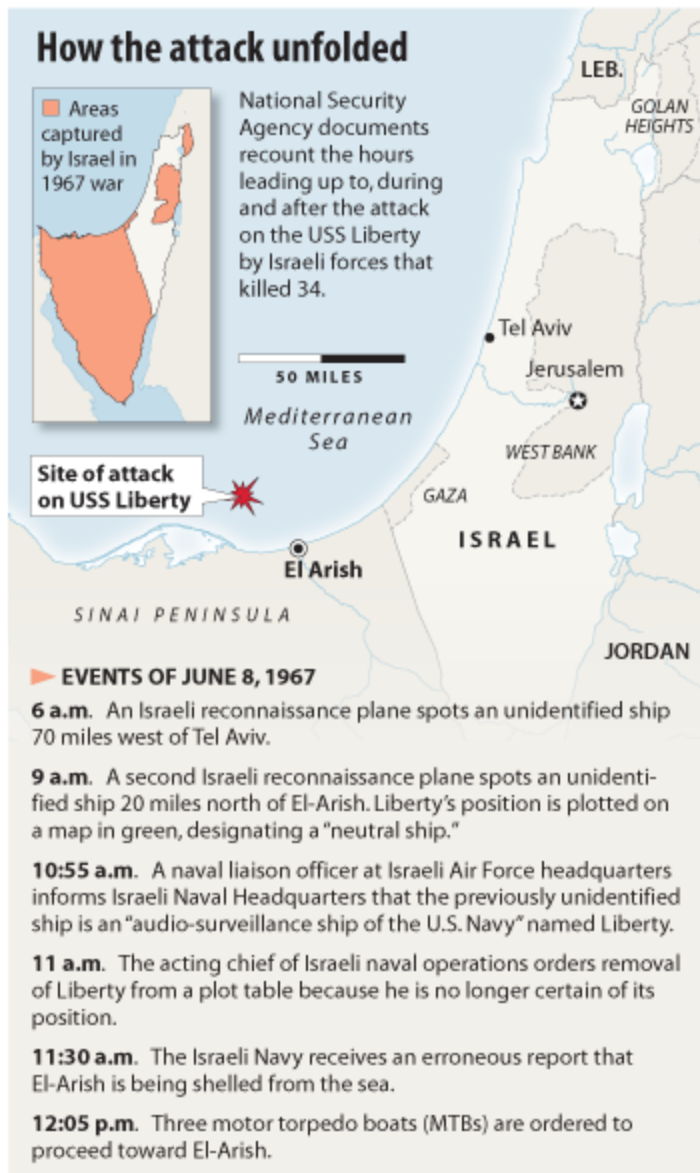 How the attack unfolded
Areas
captured
by Israel in
1967 war
National Security
Agency documents
recount the hours
leading up to, during
and after the attack
on the USS Liberty
by Israeli forces that
killed 34.
50 MILES
Mediterranean
Sea
LEB.
GOLAN
HEIGHTS
Tel Aviv
Jerusalem
WEST BANK
Site of attack
on USS Liberty
GAZA
ISRAEL
El Arish
SINAI PENINSULA
JORDAN
EVENTS OF JUNE 8, 1967
6 a.m. An Israeli reconnaissance plane spots an unidentified ship
70 miles west of Tel Aviv.
9 a.m. A second Israeli reconnaissance plane spots an unidenti-
fied ship 20 miles north of El-Arish. Liberty's position is plotted on
a map in green, designating a "neutral ship."
10:55 a.m. A naval liaison officer at Israeli Air Force headquarters
informs Israeli Naval Headquarters that the previously unidentified
ship is an "audio-surveillance ship of the U.S. Navy" named Liberty.
11 a.m. The acting chief of Israeli naval operations orders removal
of Liberty from a plot table because he is no longer certain of its
position.
11:30 a.m. The Israeli Navy receives an erroneous report that
El-Arish is being shelled from the sea.
12:05 p.m. Three motor torpedo boats (MTBs) are ordered to
proceed toward El-Arish.